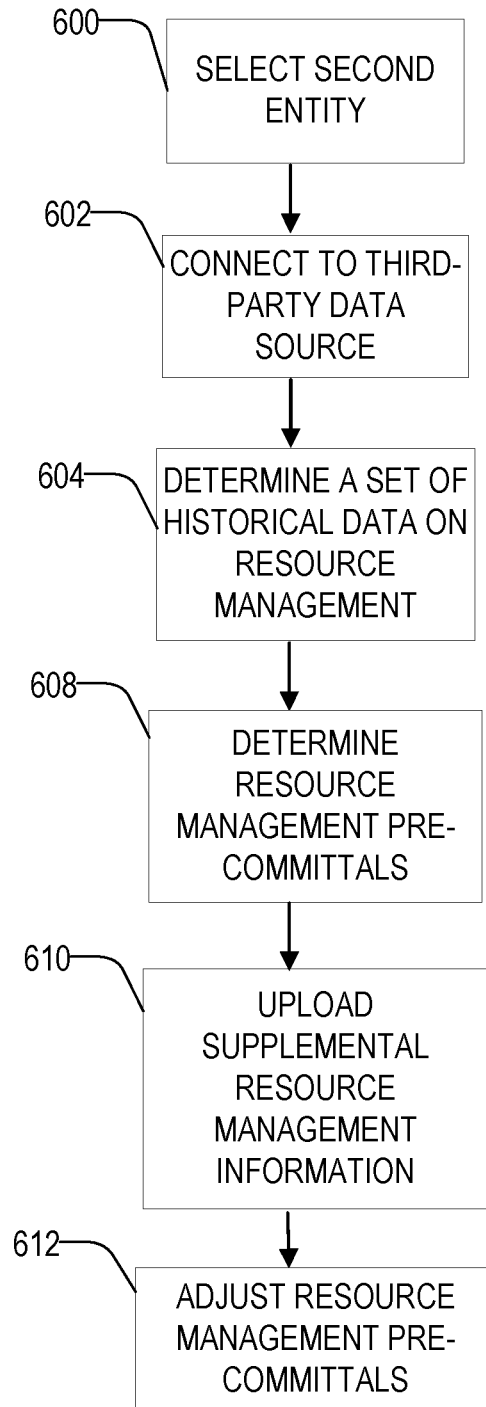 600
SELECT SECOND
ENTITY
602
CONNECT TO THIRD-
PARTY DATA
SOURCE
604
DETERMINE A SET OF
HISTORICAL DATA ON
RESOURCE
MANAGEMENT
608
DETERMINE
RESOURCE
MANAGEMENT PRE-
COMMITTALS
610
UPLOAD
SUPPLEMENTAL
RESOURCE
MANAGEMENT
INFORMATION
612
ADJUST RESOURCE
MANAGEMENT PRE-
COMMITTALS